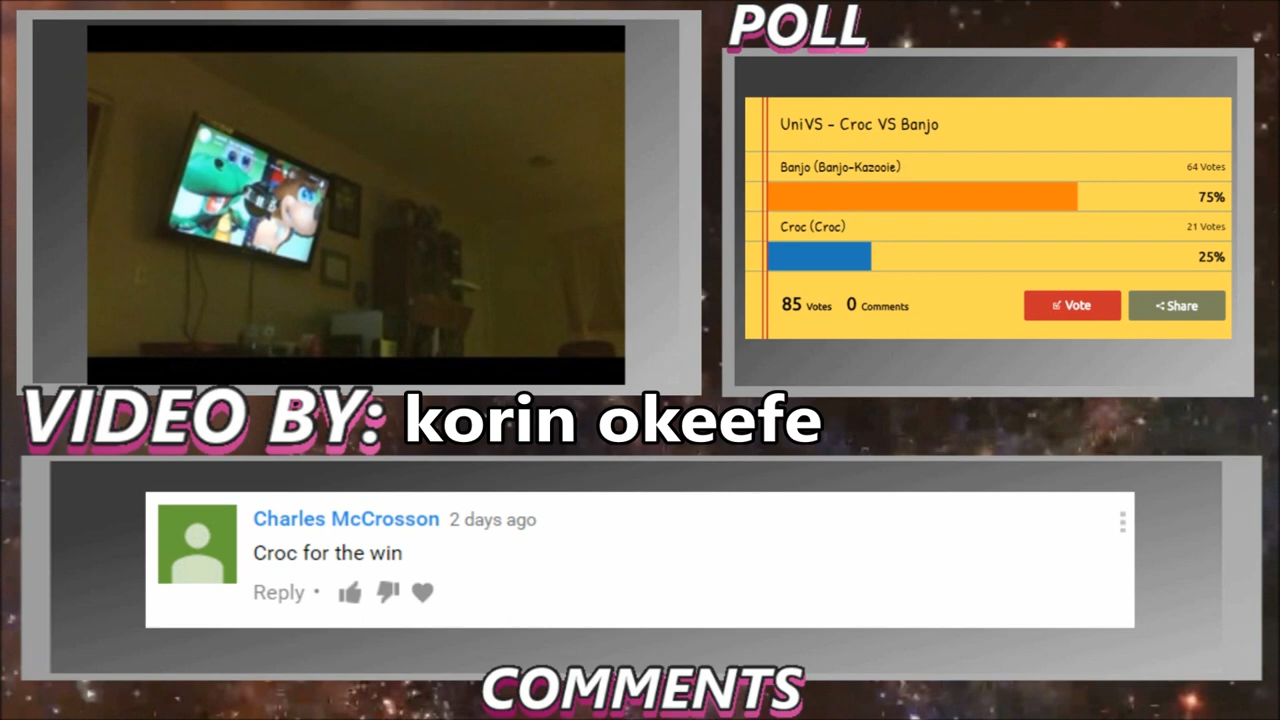 POLL
UniVS - Croc VS Banjo
Banjo (Banjo-Kazooie) 64 Votes
75%
Croc (Croc) 21 Votes
25%
85 Votes 0 Comments Vote Share
VIDEO BY: korin okeefe
Charles McCrosson 2 days ago
Croc for the win
Reply •
COMMENTS